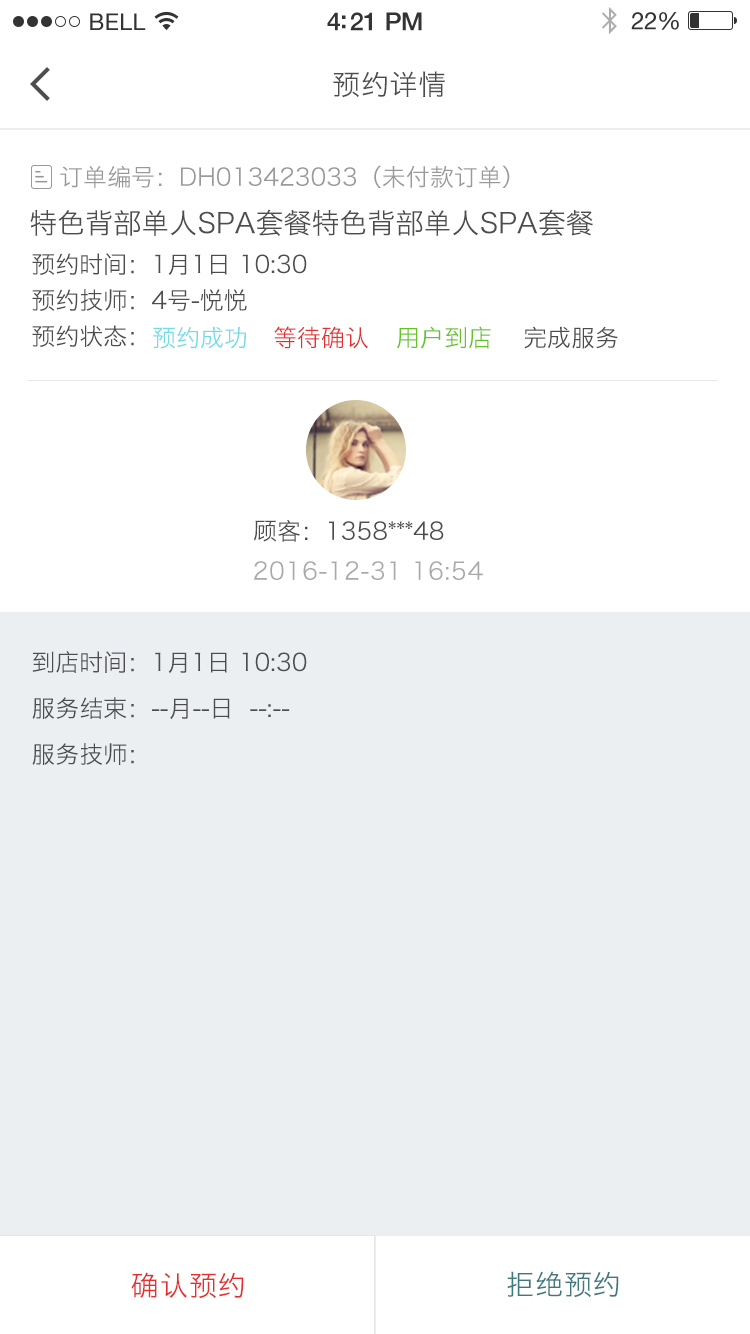 BELL 4:21 PM 22%
预约详情
订单编号：DH013423033（未付款订单）
特色背部单人SPA套餐特色背部单人SPA套餐
预约时间：1月1日 10:30
预约技师：4号-悦悦
预约状态：预约成功 等待确认 用户到店 完成服务
顾客：1358***48
2016-12-31 16:54
到店时间：1月1日 10:30
服务结束：--月--日 --:--
服务技师：
确认预约 拒绝预约